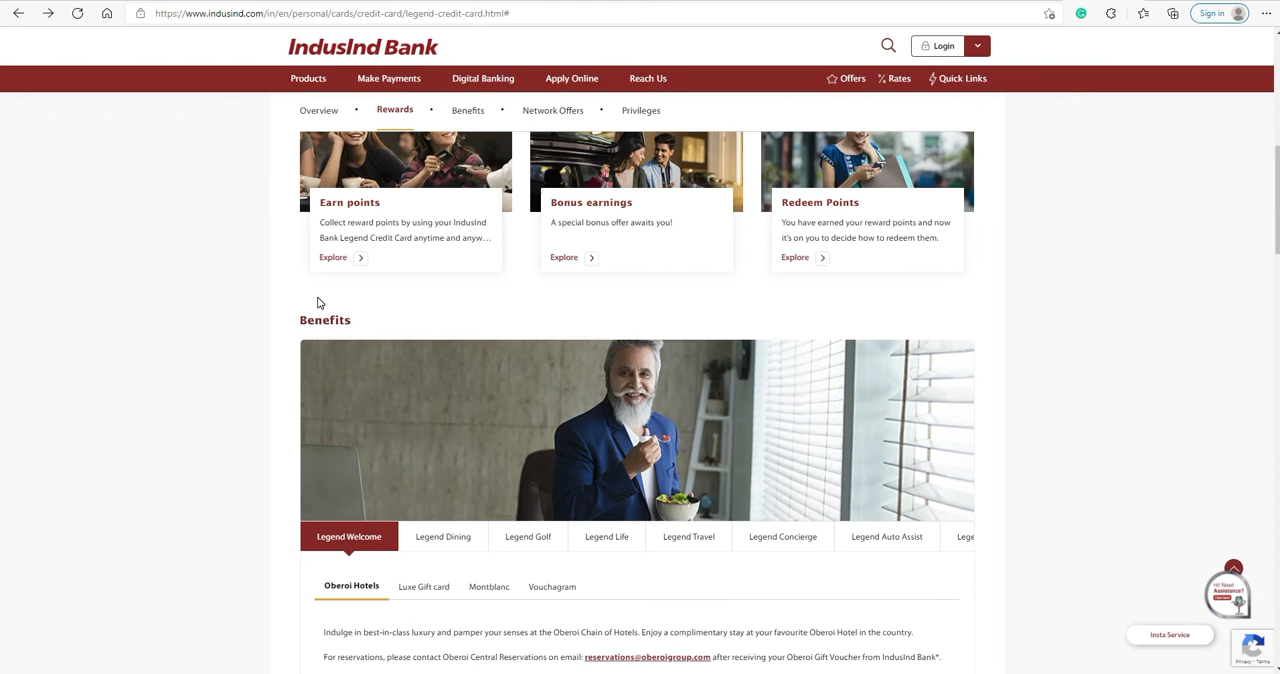 https://www.indusind.com/in/en/personal/cards/credit-card/legend-credit-card.html#
Sign in
IndusInd Bank
Login
Products
Make Payments
Digital Banking
Apply Online
Reach Us
Offers
Rates
Quick Links
Overview • Rewards • Benefits • Network Offers • Privileges
Earn points
Collect reward points by using your IndusInd
Bank Legend Credit Card anytime and anyw...
Explore
Bonus earnings
A special bonus offer awaits you!
Explore
Redeem Points
You have earned your reward points and now
it's on you to decide how to redeem them.
Explore
Benefits
Legend Welcome
Legend Dining
Legend Golf
Legend Life
Legend Travel
Legend Concierge
Legend Auto Assist
Lege
Oberoi Hotels
Luxe Gift card
Montblanc
Vouchagram
Indulge in best-in-class luxury and pamper your senses at the Oberoi Chain of Hotels. Enjoy a complimentary stay at your favourite Oberoi Hotel in the country.
For reservations, please contact Oberoi Central Reservations on email: reservations@oberoigroup.com after receiving your Oberoi Gift Voucher from IndusInd Bank*.
Hi! Need
Assistance?
Insta Service
Privacy - Terms